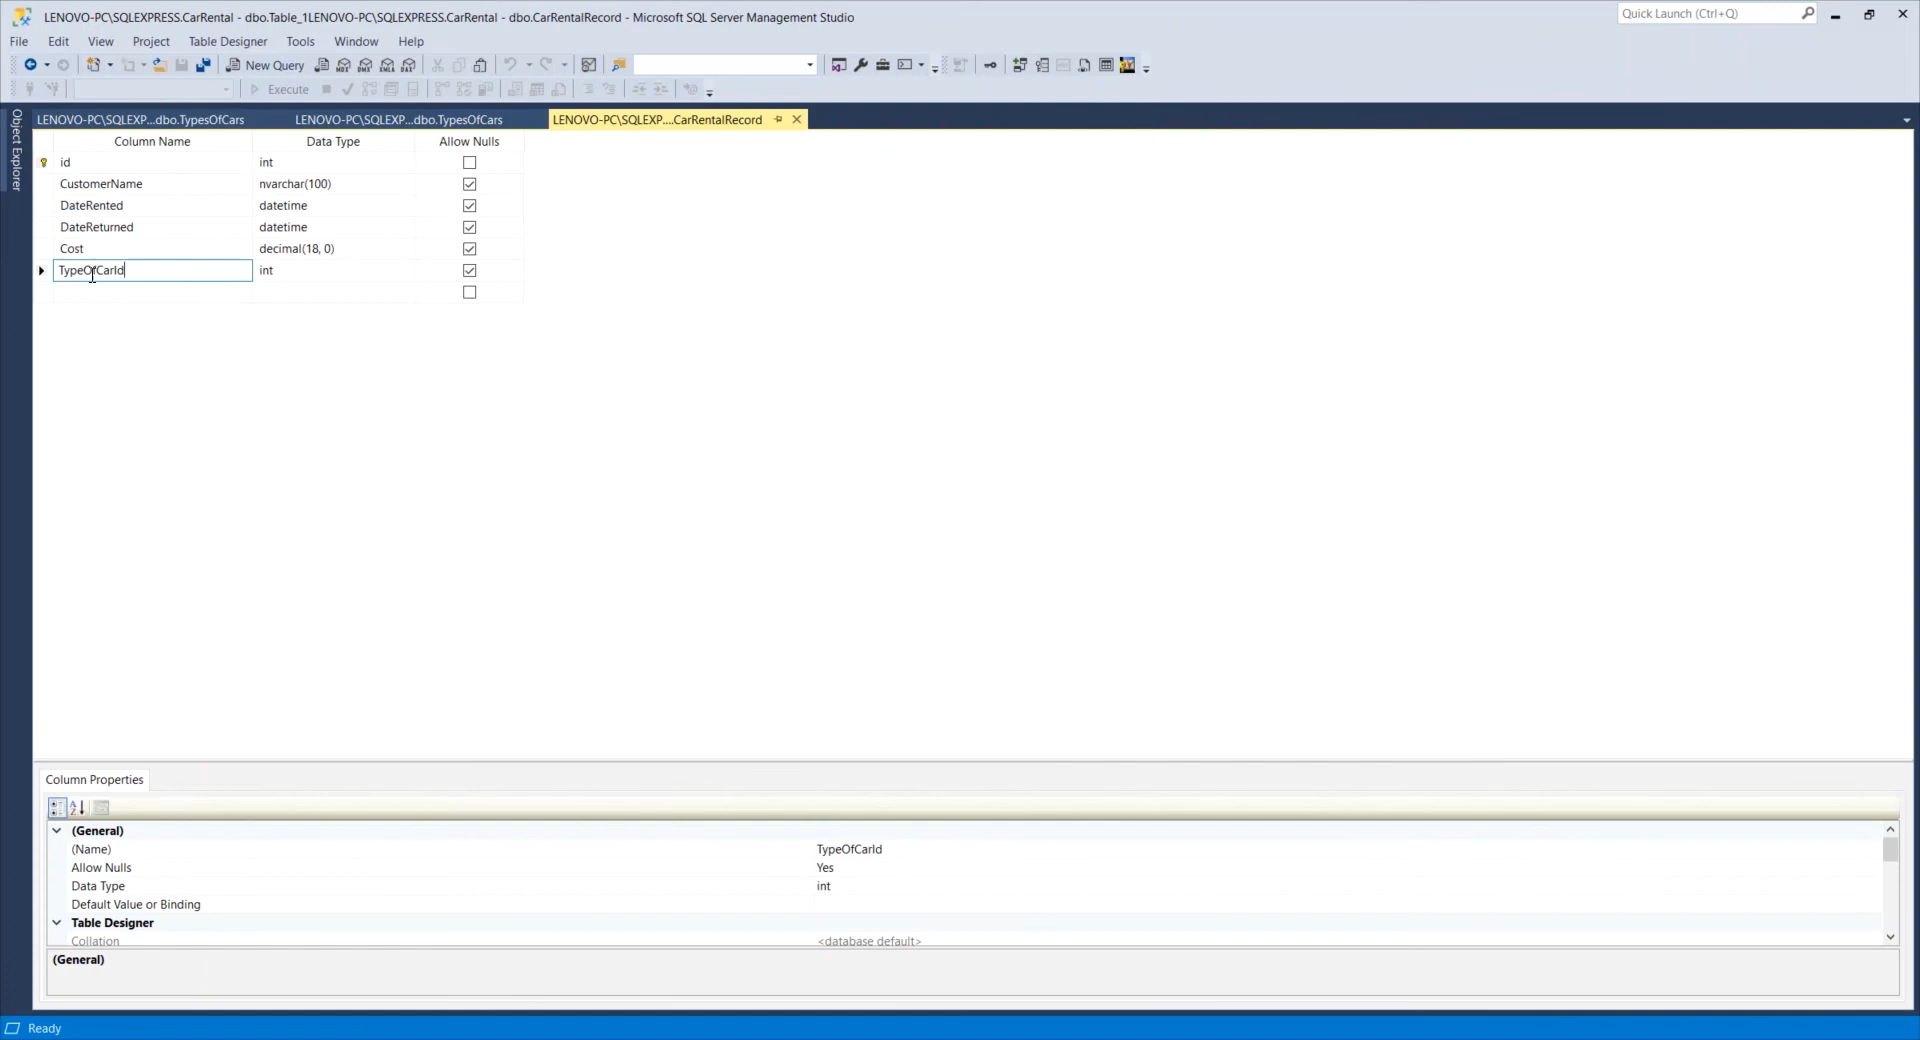 LENOVO-PC\SQLEXPRESS.CarRental - dbo.Table_1LENOVO-PC\SQLEXPRESS.CarRental - dbo.CarRentalRecord - Microsoft SQL Server Management Studio
Quick Launch (Ctrl+Q)
File Edit View Project Table Designer Tools Window Help
New Query
Execute
Object Explorer
LENOVO-PC\SQLEXP...dbo.TypesOfCars LENOVO-PC\SQLEXP...dbo.TypesOfCars LENOVO-PC\SQLEXP....CarRentalRecord
Column Name Data Type Allow Nulls
id int
CustomerName nvarchar(100)
DateRented datetime
DateReturned datetime
Cost decimal(18, 0)
TypeOfCarId int
Column Properties
(General)
(Name) TypeOfCarId
Allow Nulls Yes
Data Type int
Default Value or Binding
Table Designer
Collation <database default>
(General)
Ready